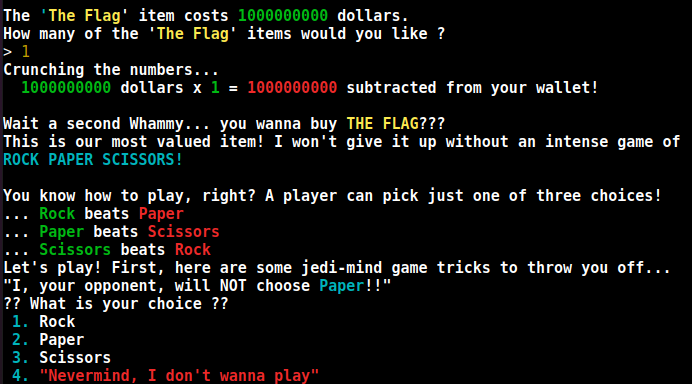 The 'The Flag' item costs 1000000000 dollars.
How many of the 'The Flag' items would you like ?
> 1
Crunching the numbers...
  1000000000 dollars x 1 = 1000000000 subtracted from your wallet!

Wait a second Whammy... you wanna buy THE FLAG???
This is our most valued item! I won't give it up without an intense game of
ROCK PAPER SCISSORS!

You know how to play, right? A player can pick just one of three choices!
... Rock beats Paper
... Paper beats Scissors
... Scissors beats Rock
Let's play! First, here are some jedi-mind game tricks to throw you off...
"I, your opponent, will NOT choose Paper!!"
?? What is your choice ??
 1. Rock
 2. Paper
 3. Scissors
 4. "Nevermind, I don't wanna play"